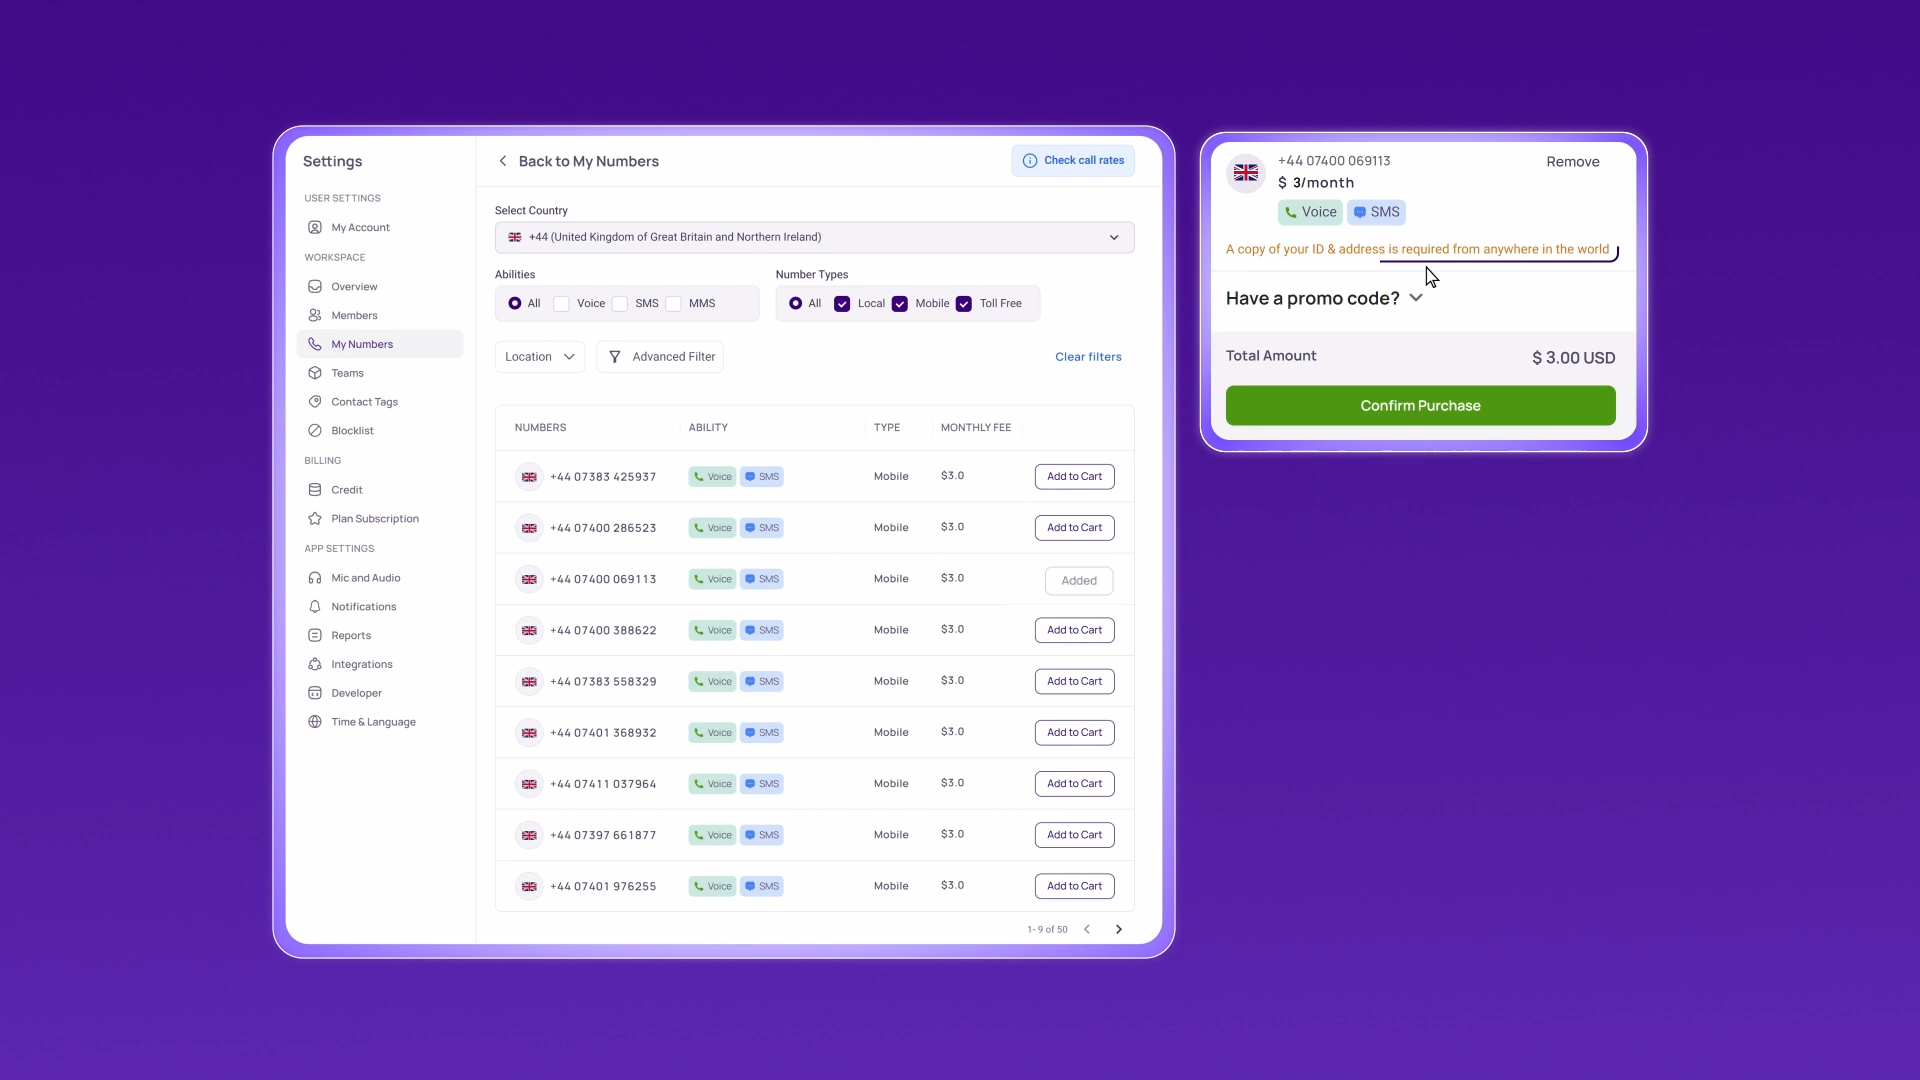 Settings
USER SETTINGS
My Account
WORKSPACE
Overview
Members
My Numbers
Teams
Contact Tags
Blocklist
BILLING
Credit
Plan Subscription
APP SETTINGS
Mic and Audio
Notifications
Reports
Integrations
Developer
Time & Language
Back to My Numbers
Check call rates
Select Country
+44 (United Kingdom of Great Britain and Northern Ireland)
Abilities
All Voice SMS MMS
Number Types
All Local Mobile Toll Free
Location
Advanced Filter
Clear filters
NUMBERS ABILITY TYPE MONTHLY FEE
+44 07383 425937 Voice SMS Mobile $3.0 Add to Cart
+44 07400 286523 Voice SMS Mobile $3.0 Add to Cart
+44 07400 069113 Voice SMS Mobile $3.0 Added
+44 07400 388622 Voice SMS Mobile $3.0 Add to Cart
+44 07383 558329 Voice SMS Mobile $3.0 Add to Cart
+44 07401 368932 Voice SMS Mobile $3.0 Add to Cart
+44 07411 037964 Voice SMS Mobile $3.0 Add to Cart
+44 07397 661877 Voice SMS Mobile $3.0 Add to Cart
+44 07401 976255 Voice SMS Mobile $3.0 Add to Cart
1- 9 of 50
+44 07400 069113 Remove
$ 3/month
Voice SMS
A copy of your ID & address is required from anywhere in the world
Have a promo code?
Total Amount $ 3.00 USD
Confirm Purchase